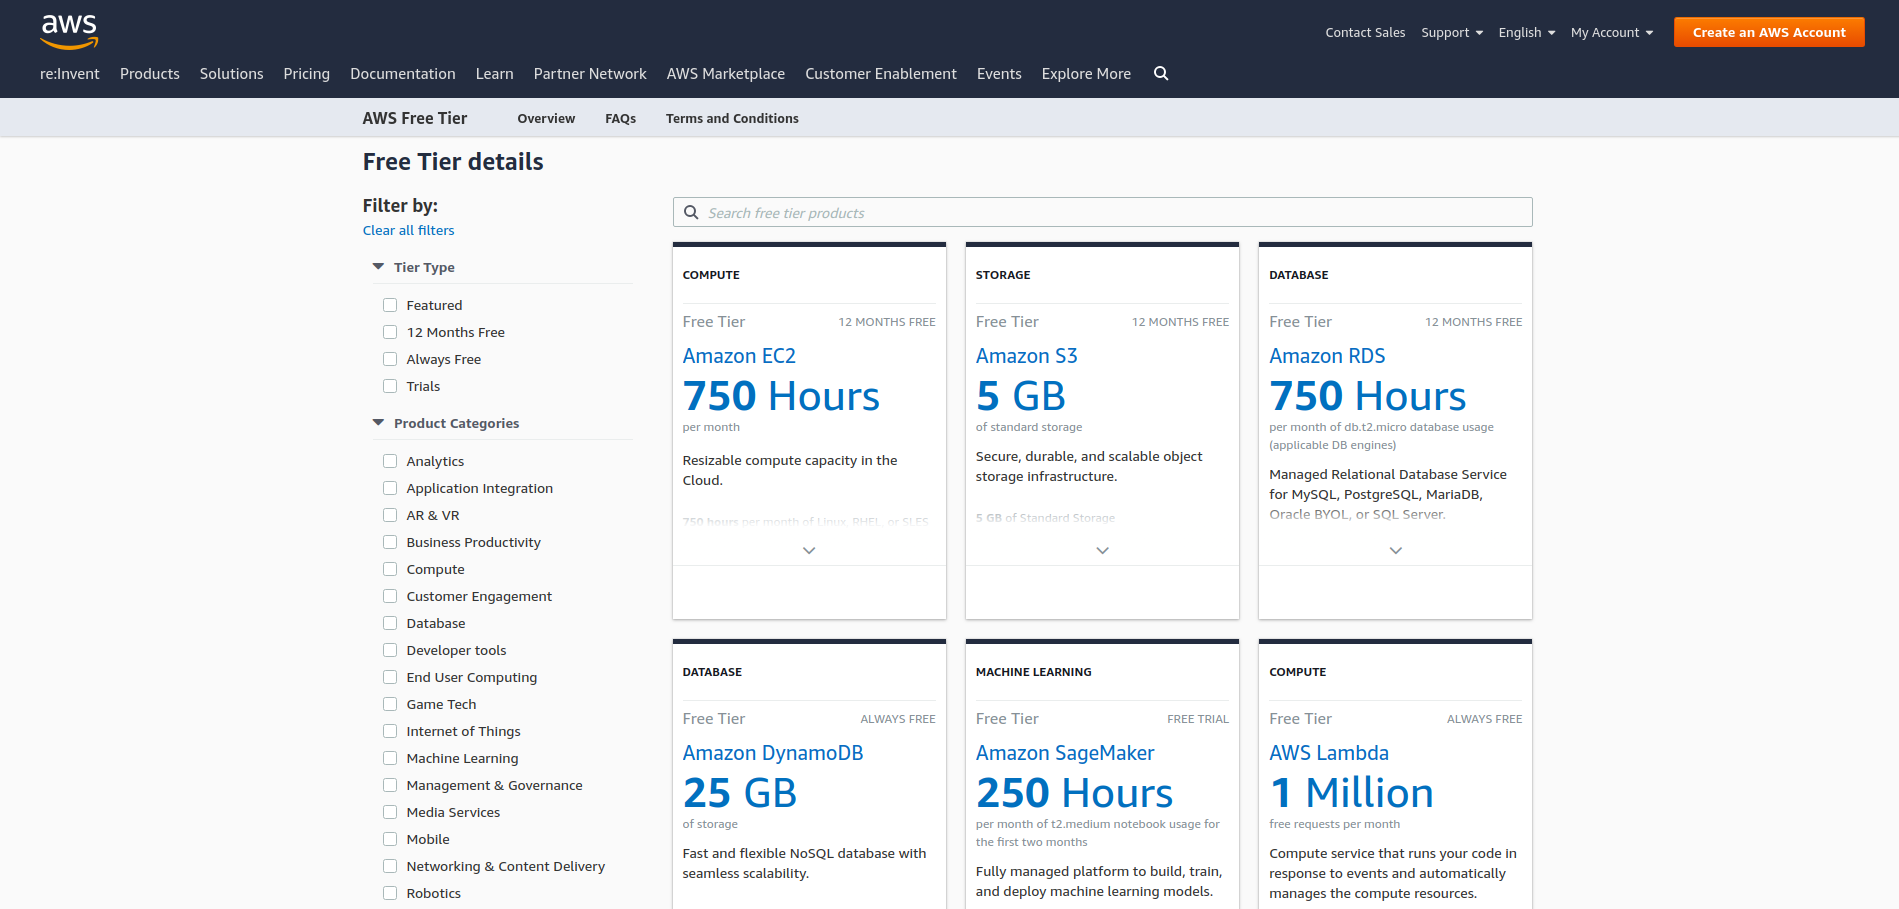 aws
Contact Sales Support English My Account Create an AWS Account
re:Invent Products Solutions Pricing Documentation Learn Partner Network AWS Marketplace Customer Enablement Events Explore More
AWS Free Tier Overview FAQs Terms and Conditions
Free Tier details
Filter by:
Clear all filters
Tier Type
Featured
12 Months Free
Always Free
Trials
Product Categories
Analytics
Application Integration
AR & VR
Business Productivity
Compute
Customer Engagement
Database
Developer tools
End User Computing
Game Tech
Internet of Things
Machine Learning
Management & Governance
Media Services
Mobile
Networking & Content Delivery
Robotics
Search free tier products
COMPUTE
Free Tier 12 MONTHS FREE
Amazon EC2
750 Hours
per month
Resizable compute capacity in the
Cloud.
750 hours per month of Linux, RHEL, or SLES
STORAGE
Free Tier 12 MONTHS FREE
Amazon S3
5 GB
of standard storage
Secure, durable, and scalable object
storage infrastructure.
5 GB of Standard Storage
DATABASE
Free Tier 12 MONTHS FREE
Amazon RDS
750 Hours
per month of db.t2.micro database usage
(applicable DB engines)
Managed Relational Database Service
for MySQL, PostgreSQL, MariaDB,
Oracle BYOL, or SQL Server.
DATABASE
Free Tier ALWAYS FREE
Amazon DynamoDB
25 GB
of storage
Fast and flexible NoSQL database with
seamless scalability.
MACHINE LEARNING
Free Tier FREE TRIAL
Amazon SageMaker
250 Hours
per month of t2.medium notebook usage for
the first two months
Fully managed platform to build, train,
and deploy machine learning models.
COMPUTE
Free Tier ALWAYS FREE
AWS Lambda
1 Million
free requests per month
Compute service that runs your code in
response to events and automatically
manages the compute resources.